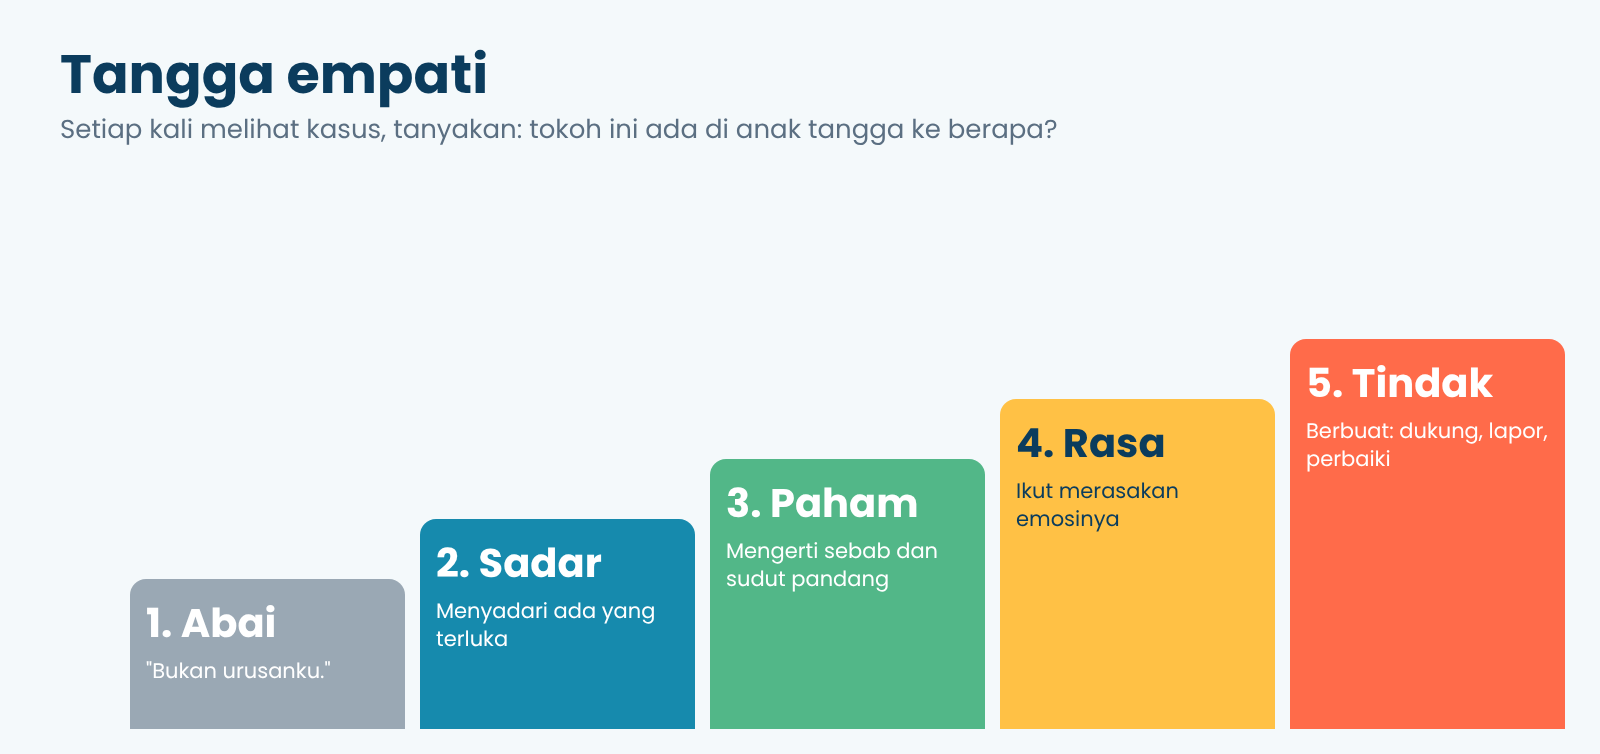 Tangga empati
Setiap kali melihat kasus, tanyakan: tokoh ini ada di anak tangga ke berapa?
1. Abai
"Bukan urusanku."
2. Sadar
Menyadari ada yang
terluka
3. Paham
Mengerti sebab dan
sudut pandang
4. Rasa
Ikut merasakan
emosinya
5. Tindak
Berbuat: dukung, lapor,
perbaiki